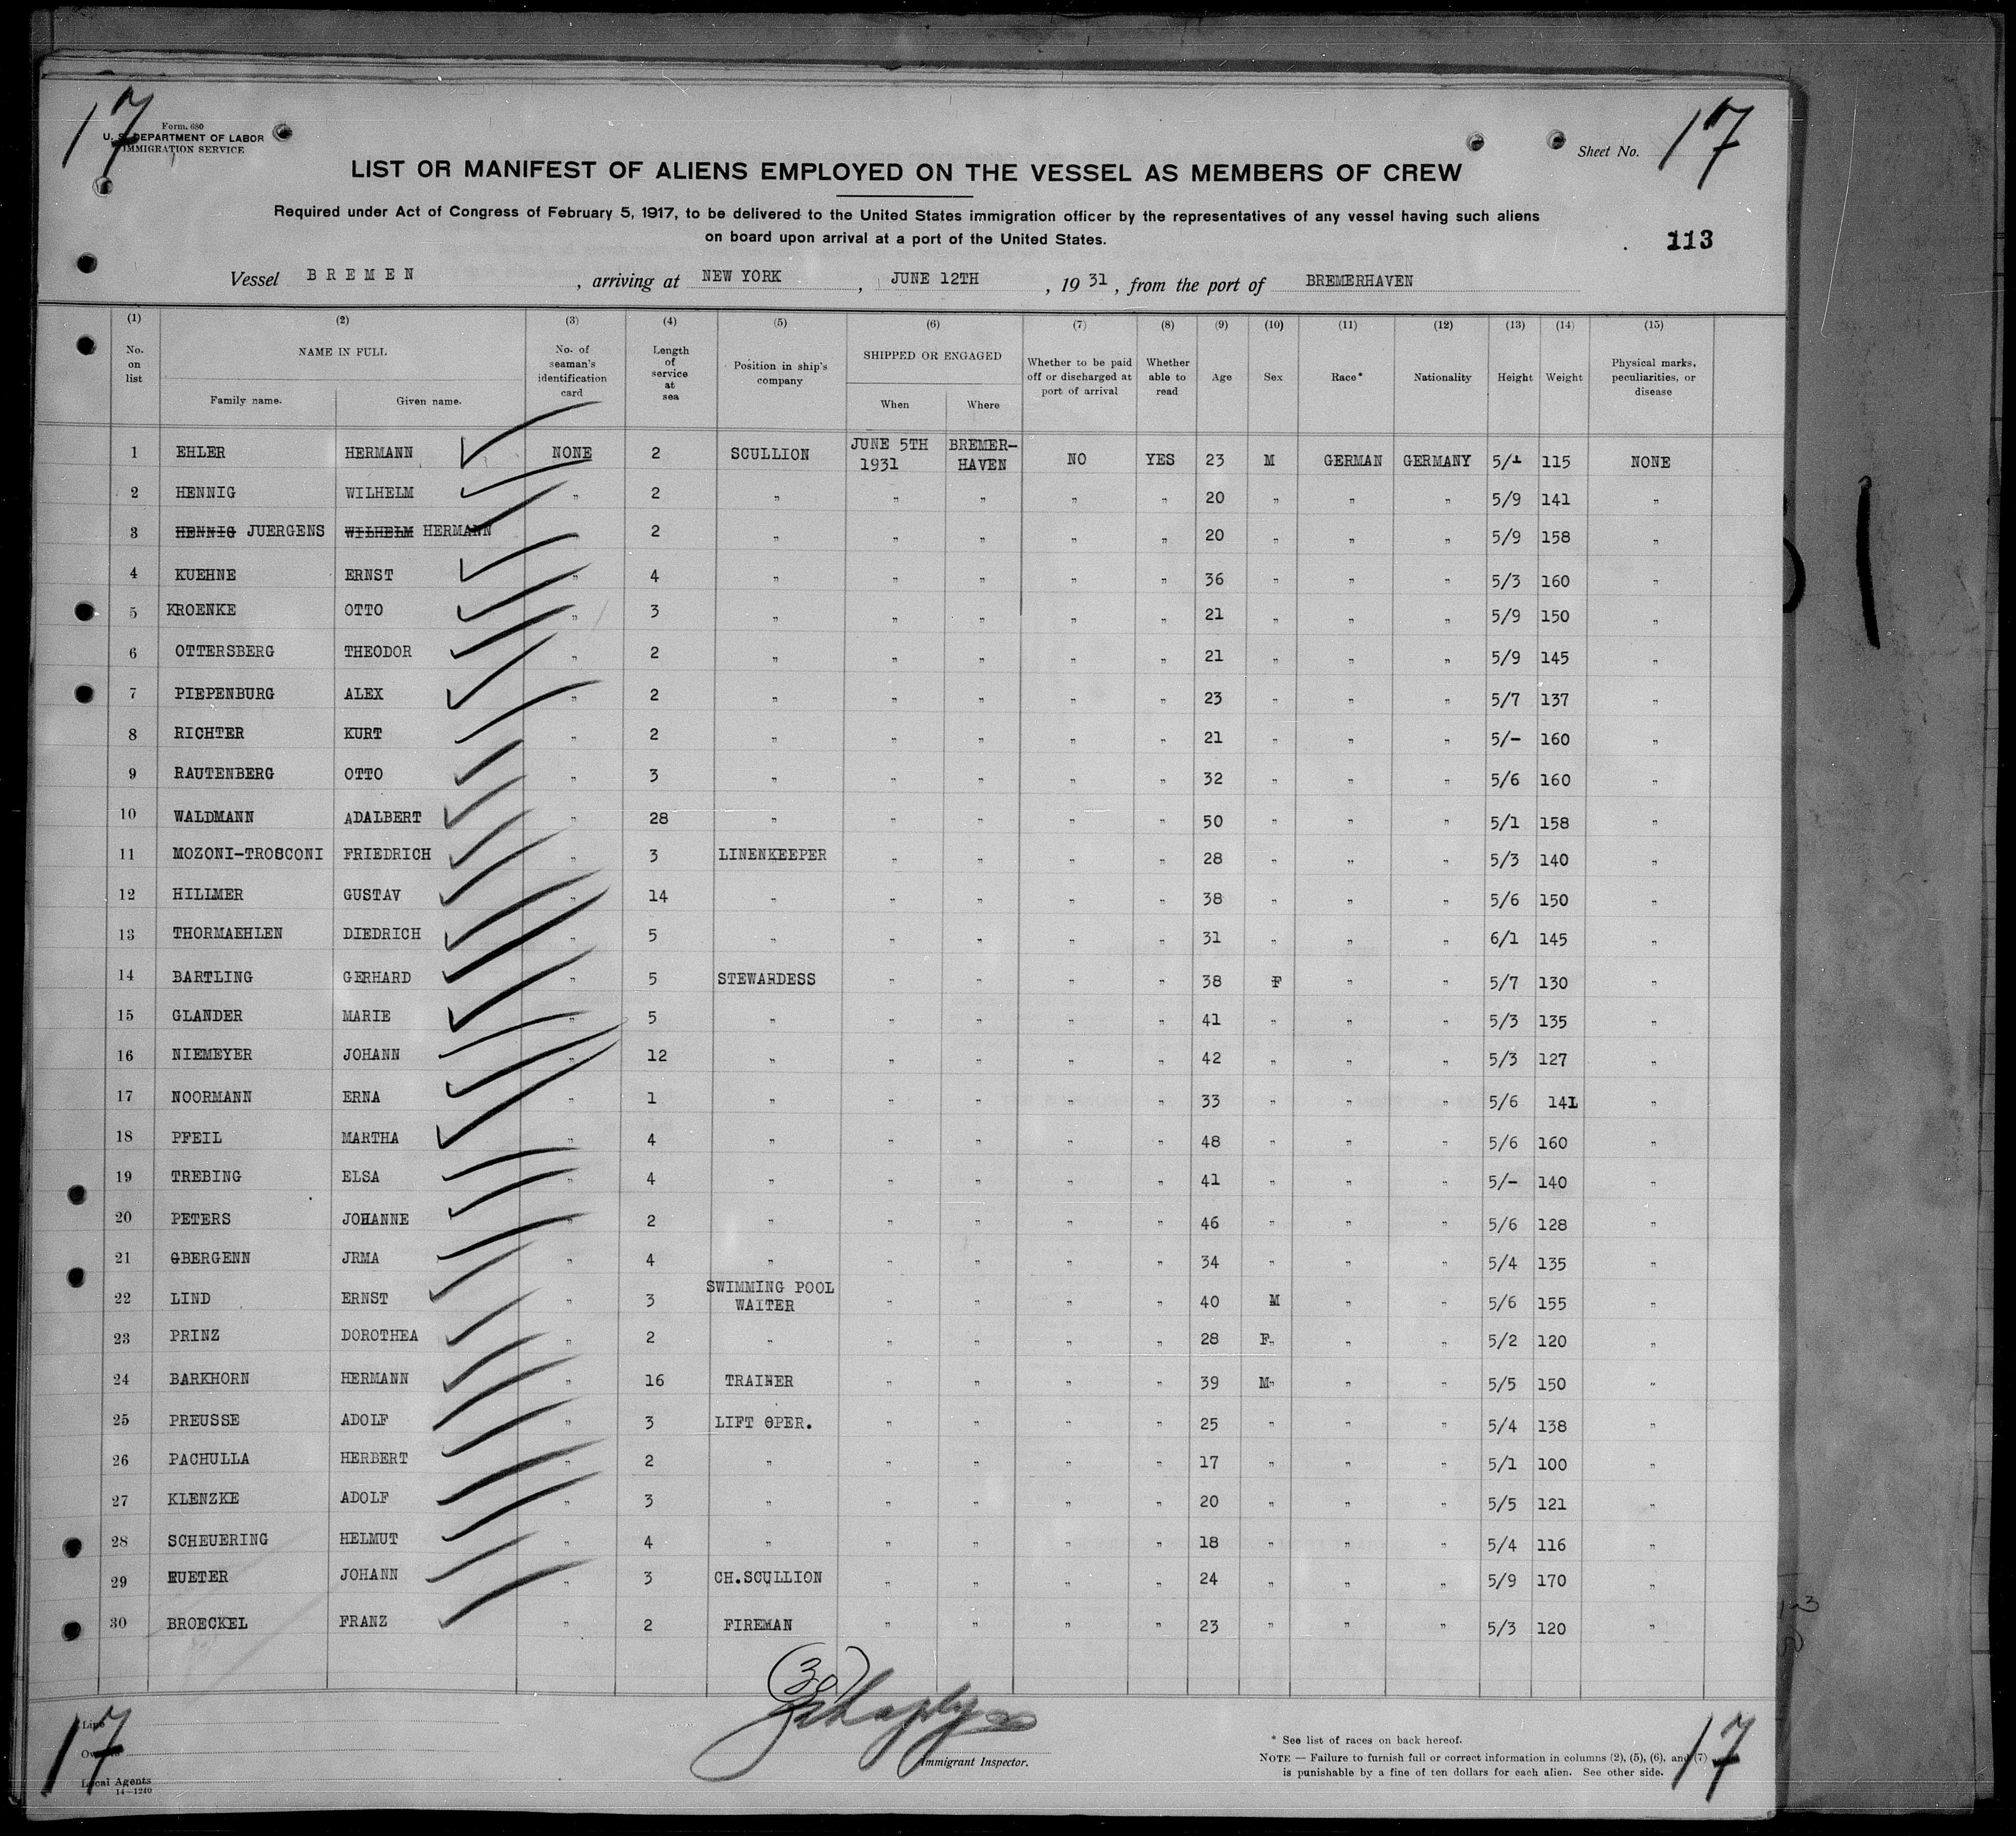 17
Form. 680
U. S. DEPARTMENT OF LABOR
IMMIGRATION SERVICE
Sheet No. 17
LIST OR MANIFEST OF ALIENS EMPLOYED ON THE VESSEL AS MEMBERS OF CREW
Required under Act of Congress of February 5, 1917, to be delivered to the United States immigration officer by the representatives of any vessel having such aliens
on board upon arrival at a port of the United States.
113
Vessel BREMEN , arriving at NEW YORK , JUNE 12TH , 19 31 , from the port of BREMERHAVEN
(1) (2) (3) (4) (5) (6) (7) (8) (9) (10) (11) (12) (13) (14) (15)
No. on list NAME IN FULL Family name. Given name. No. of seaman's identification card Length of service at sea Position in ship's company SHIPPED OR ENGAGED When Where Whether to be paid off or discharged at port of arrival Whether able to read Age Sex Race* Nationality Height Weight Physical marks, peculiarities, or disease
1 EHLER HERMANN NONE 2 SCULLION JUNE 5TH 1931 BREMER-HAVEN NO YES 23 M GERMAN GERMANY 5/1 115 NONE
2 HENNIG WILHELM " 2 " " " " " 20 " " " 5/9 141 "
3 HENNIG JUERGENS WILHELM HERMANN 2 " " " " " 20 " " " 5/9 158 "
4 KUEHNE ERNST " 4 " " " " " 36 " " " 5/3 160 "
5 KROENKE OTTO " 3 " " " " " 21 " " " 5/9 150 "
6 OTTERSBERG THEODOR " 2 " " " " " 21 " " " 5/9 145 "
7 PIEPENBURG ALEX " 2 " " " " " 23 " " " 5/7 137 "
8 RICHTER KURT " 2 " " " " " 21 " " " 5/- 160 "
9 RAUTENBERG OTTO " 3 " " " " " 32 " " " 5/6 160 "
10 WALDMANN ADALBERT " 28 " " " " " 50 " " " 5/1 158 "
11 MOZONI-TROSCONI FRIEDRICH " 3 LINENKEEPER " " " " 28 " " " 5/3 140 "
12 HILLMER GUSTAV " 14 " " " " " 38 " " " 5/6 150 "
13 THORMAEHLEN DIEDRICH " 5 " " " " " 31 " " " 6/1 145 "
14 BARTLING GERHARD " 5 STEWARDESS " " " " 38 F " " 5/7 130 "
15 GLANDER MARIE " 5 " " " " " 41 " " " 5/3 135 "
16 NIEMEYER JOHANN " 12 " " " " " 42 " " " 5/3 127 "
17 NOORMANN ERNA " 1 " " " " " 33 " " " 5/6 141 "
18 PFEIL MARTHA " 4 " " " " " 48 " " " 5/6 160 "
19 TREBING ELSA " 4 " " " " " 41 " " " 5/- 140 "
20 PETERS JOHANNE " 2 " " " " " 46 " " " 5/6 128 "
21 GBERGENN JRMA " 4 " " " " " 34 " " " 5/4 135 "
22 LIND ERNST " 3 SWIMMING POOL WAITER " " " " 40 M " " 5/6 155 "
23 PRINZ DOROTHEA " 2 " " " " " 28 F " " 5/2 120 "
24 BARKHORN HERMANN " 16 TRAINER " " " " 39 M " " 5/5 150 "
25 PREUSSE ADOLF " 3 LIFT OPER. " " " " 25 " " " 5/4 138 "
26 PACHULLA HERBERT " 2 " " " " " 17 " " " 5/1 100 "
27 KLENZKE ADOLF " 3 " " " " " 20 " " " 5/5 121 "
28 SCHEUERING HELMUT " 4 " " " " " 18 " " " 5/4 116 "
29 RUETER JOHANN " 3 CH.SCULLION " " " " 24 " " " 5/9 170 "
30 BROECKEL FRANZ " 2 FIREMAN " " " " 23 " " " 5/3 120 "
(30)
17
Line
Owners
Local Agents
14—1240
Immigrant Inspector.
* See list of races on back hereof.
NOTE — Failure to furnish full or correct information in columns (2), (5), (6), and (7)
is punishable by a fine of ten dollars for each alien. See other side.
17